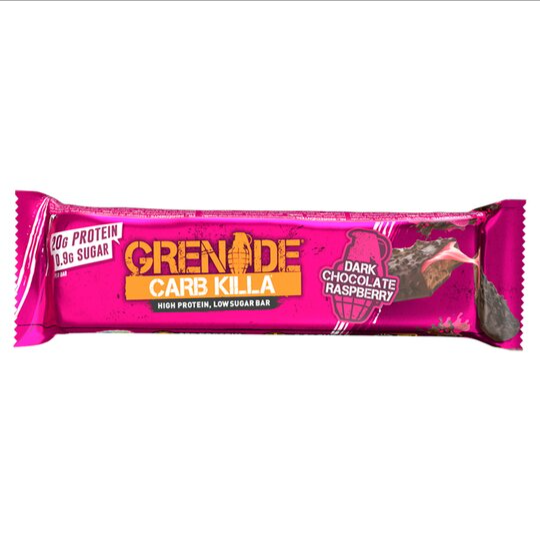 20G PROTEIN
0.9G SUGAR
GRENADE
CARB KILLA
HIGH PROTEIN, LOW SUGAR BAR
DARK
CHOCOLATE
RASPBERRY